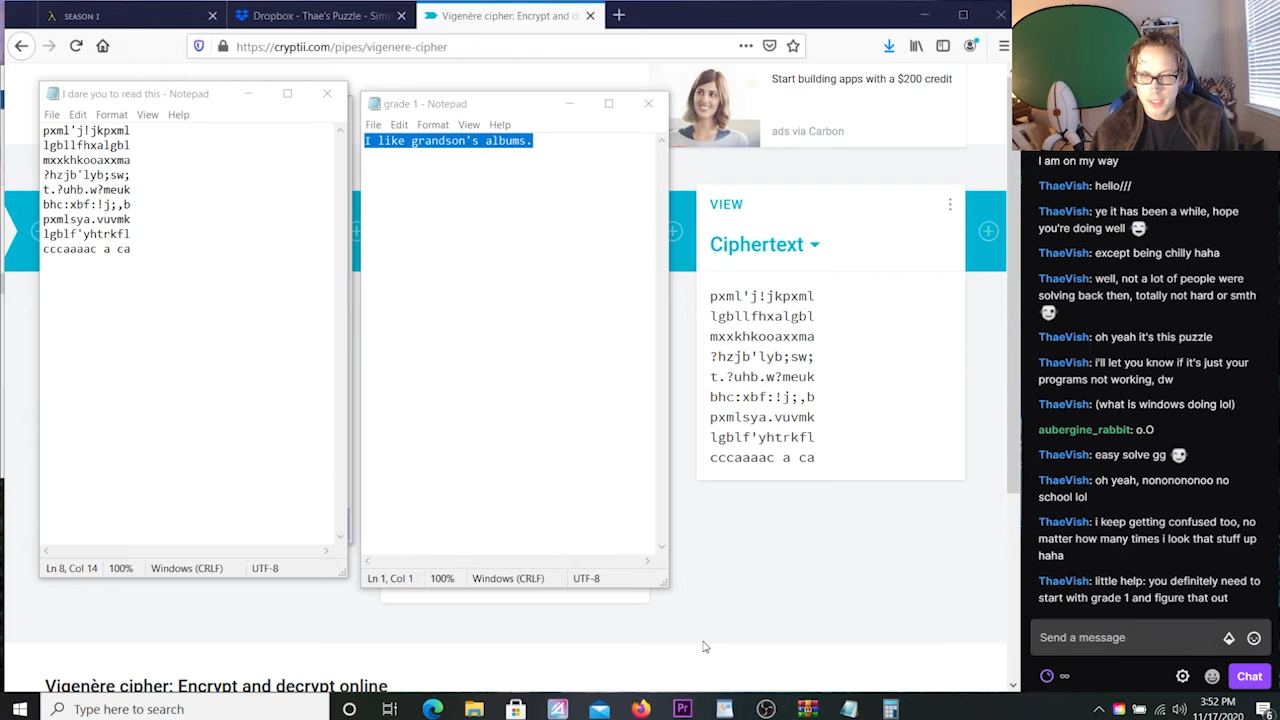 SEASON I
Dropbox - Thae's Puzzle - Simp
Vigenère cipher: Encrypt and d
https://cryptii.com/pipes/vigenere-cipher
Start building apps with a $200 credit
ads via Carbon
I dare you to read this - Notepad
File Edit Format View Help
pxml'j!jkpxml
lgbllfhxalgbl
mxxkhkooaxxma
?hzjb'lyb;sw;
t.?uhb.w?meuk
bhc:xbf:!j;,b
pxmlsya.vuvmk
lgblf'yhtrkfl
cccaaaac a ca
Ln 8, Col 14 100% Windows (CRLF) UTF-8
grade 1 - Notepad
File Edit Format View Help
I like grandson's albums.
Ln 1, Col 1 100% Windows (CRLF) UTF-8
VIEW
Ciphertext
pxml'j!jkpxml
lgbllfhxalgbl
mxxkhkooaxxma
?hzjb'lyb;sw;
t.?uhb.w?meuk
bhc:xbf:!j;,b
pxmlsya.vuvmk
lgblf'yhtrkfl
cccaaaac a ca
Vigenère cipher: Encrypt and decrypt online
I am on my way
ThaeVish: hello///
ThaeVish: ye it has been a while, hope
you're doing well
ThaeVish: except being chilly haha
ThaeVish: well, not a lot of people were
solving back then, totally not hard or smth
ThaeVish: oh yeah it's this puzzle
ThaeVish: i'll let you know if it's just your
programs not working, dw
ThaeVish: (what is windows doing lol)
aubergine_rabbit: o.O
ThaeVish: easy solve gg
ThaeVish: oh yeah, nonononono no
school lol
ThaeVish: i keep getting confused too, no
matter how many times i look that stuff up
haha
ThaeVish: little help: you definitely need to
start with grade 1 and figure that out
Send a message
Chat
Type here to search
3:52 PM
11/17/2020